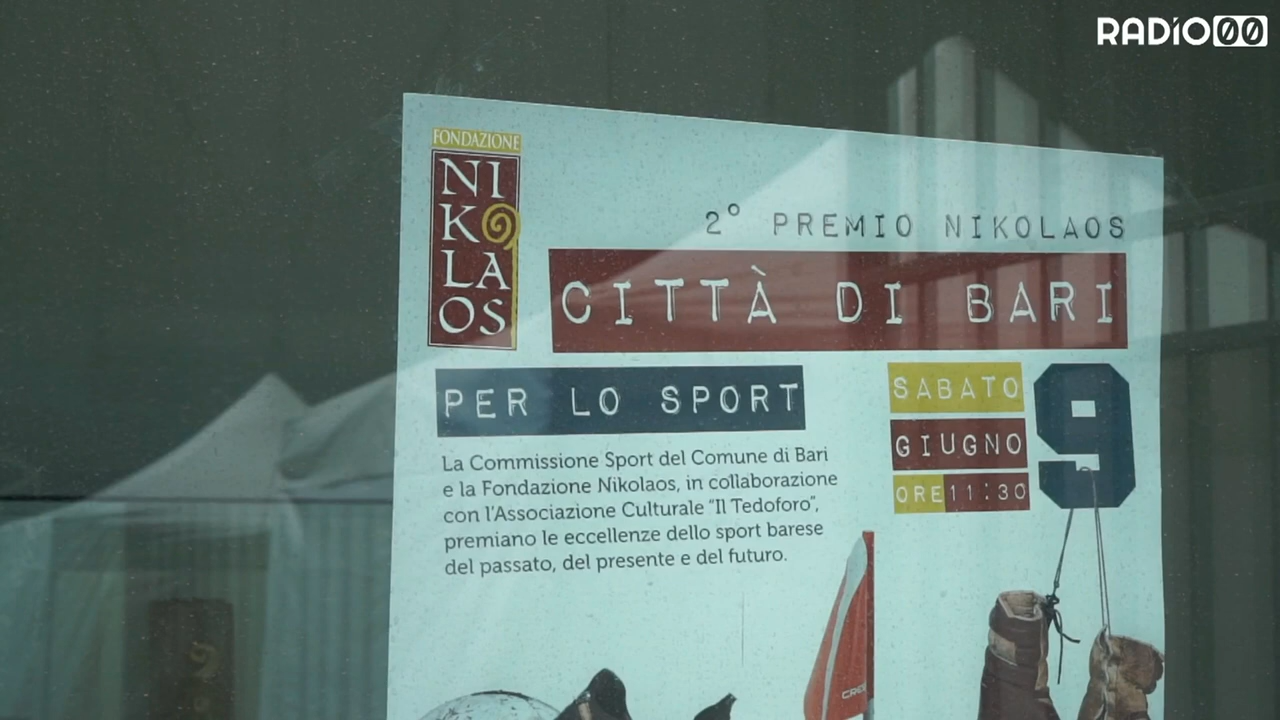 RADIO00
FONDAZIONE
NI
K
LA
OS
2° PREMIO NIKOLAOS
CITTÀ DI BARI
PER LO SPORT
SABATO
9
GIUGNO
ORE 11:30
La Commissione Sport del Comune di Bari
e la Fondazione Nikolaos, in collaborazione
con l'Associazione Culturale "Il Tedoforo",
premiano le eccellenze dello sport barese
del passato, del presente e del futuro.